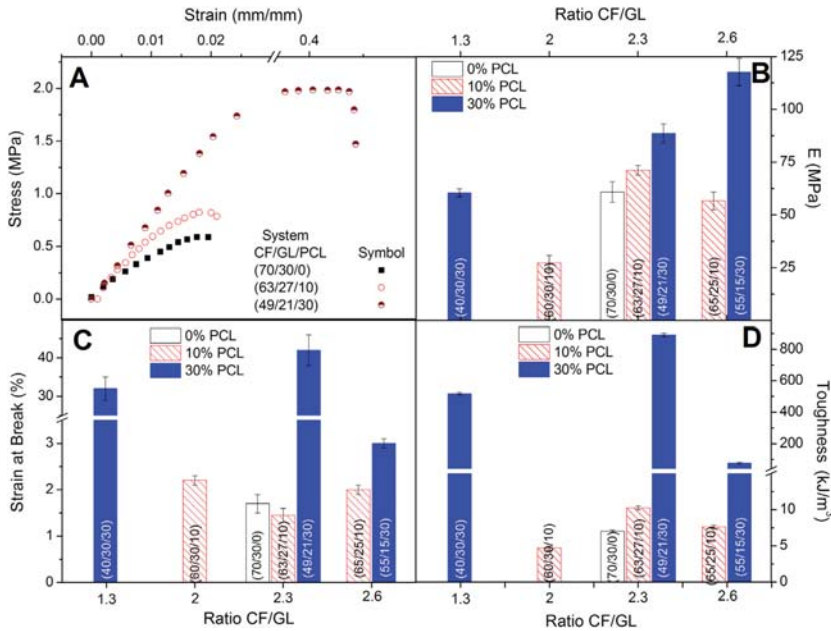 Strain (mm/mm)
0.00 0.01 0.02 0.4
A
2.0
1.5
1.0
0.5
0.0
Stress (MPa)
System
CF/GL/PCL Symbol
(70/30/0)
(63/27/10)
(49/21/30)
Ratio CF/GL
1.3 2 2.3 2.6
B
0% PCL
10% PCL
30% PCL
125
100
75
50
25
E (MPa)
(40/30/30)
(60/30/10)
(70/30/0)
(63/27/10)
(49/21/30)
(65/25/10)
(55/15/30)
C
0% PCL
10% PCL
30% PCL
40
30
3
2
1
0
Strain at Break (%)
(40/30/30)
(60/30/10)
(70/30/0)
(63/27/10)
(49/21/30)
(65/25/10)
(55/15/30)
1.3 2 2.3 2.6
Ratio CF/GL
D
0% PCL
10% PCL
30% PCL
800
600
400
200
10
5
0
Toughness (kJ/m³)
(40/30/30)
(60/30/10)
(70/30/0)
(63/27/10)
(49/21/30)
(65/25/10)
(55/15/30)
1.3 2 2.3 2.6
Ratio CF/GL